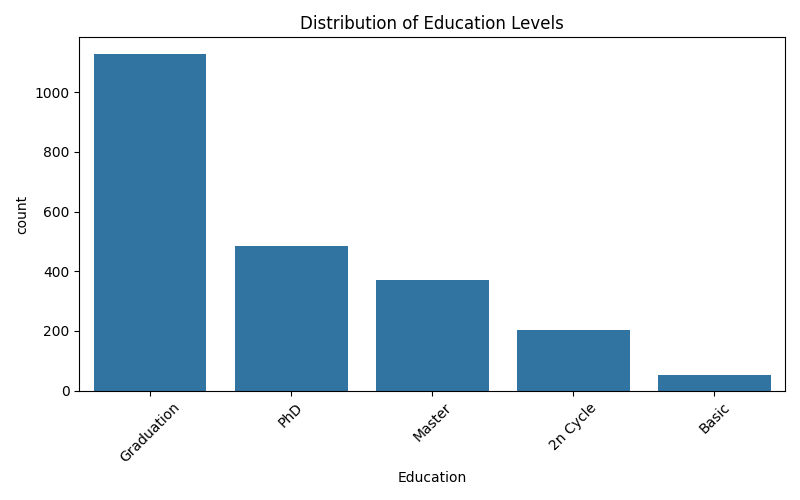 Distribution of Education Levels
count
1000
800
600
400
200
0
Graduation
PhD
Master
2n Cycle
Basic
Education